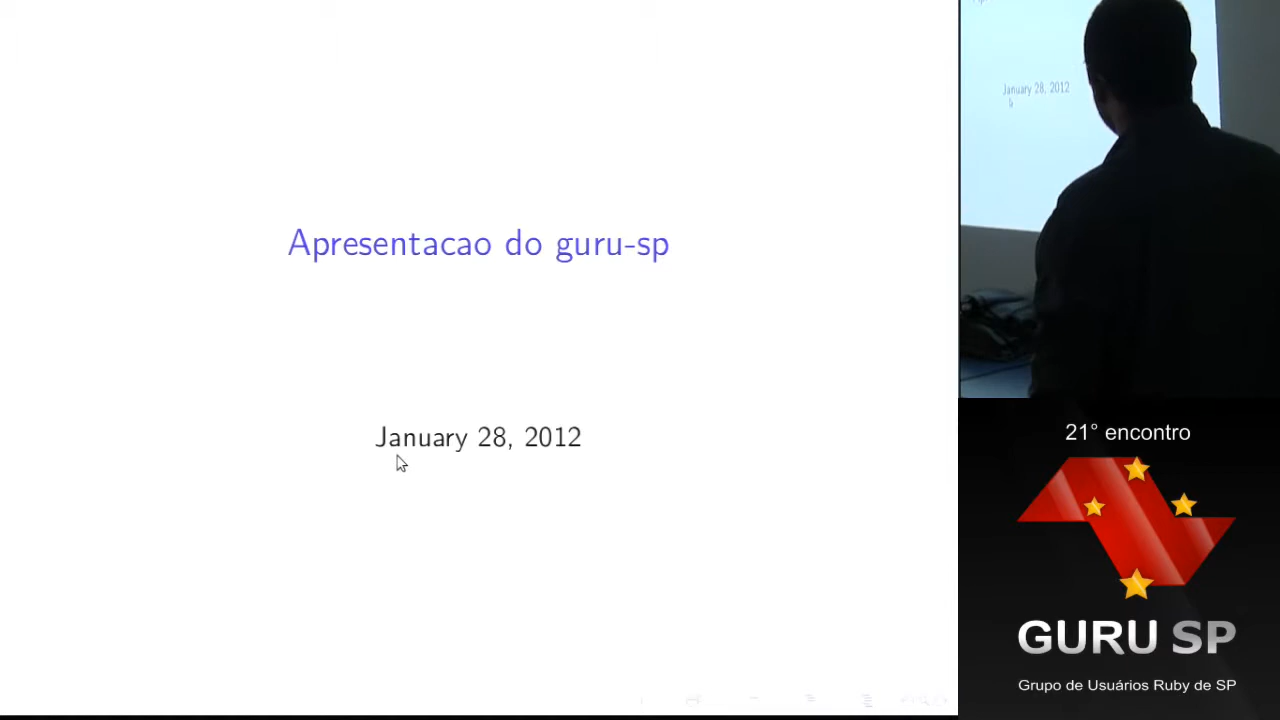 Apresentacao do guru-sp
January 28, 2012
January 28, 2012
21° encontro
GURU SP
Grupo de Usuários Ruby de SP